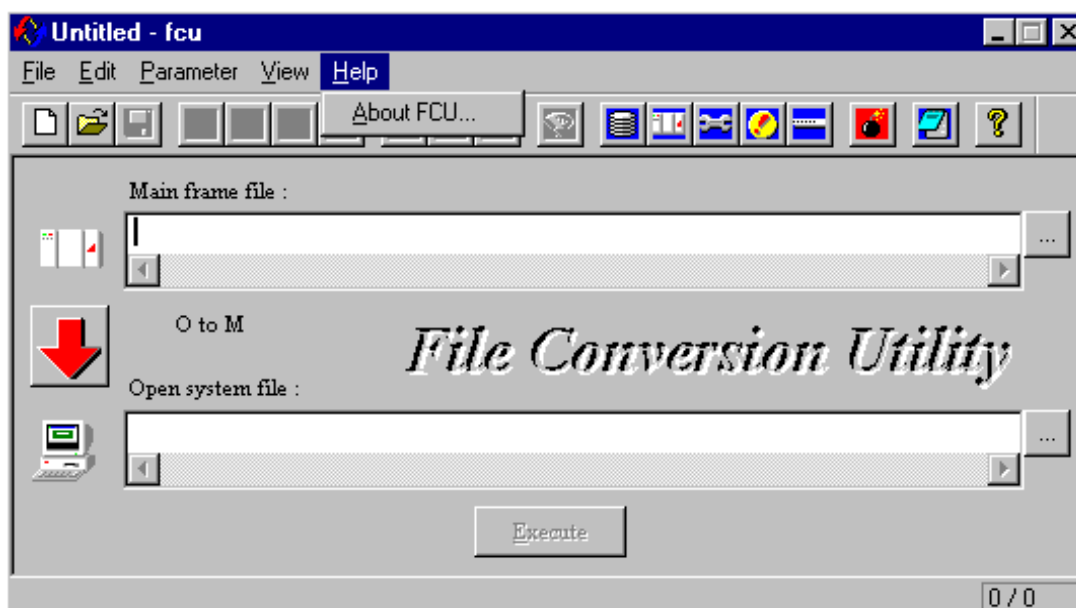 Untitled - fcu
File Edit Parameter View Help
About FCU...
Main frame file :
...
O to M
File Conversion Utility
Open system file :
...
Execute
0 / 0